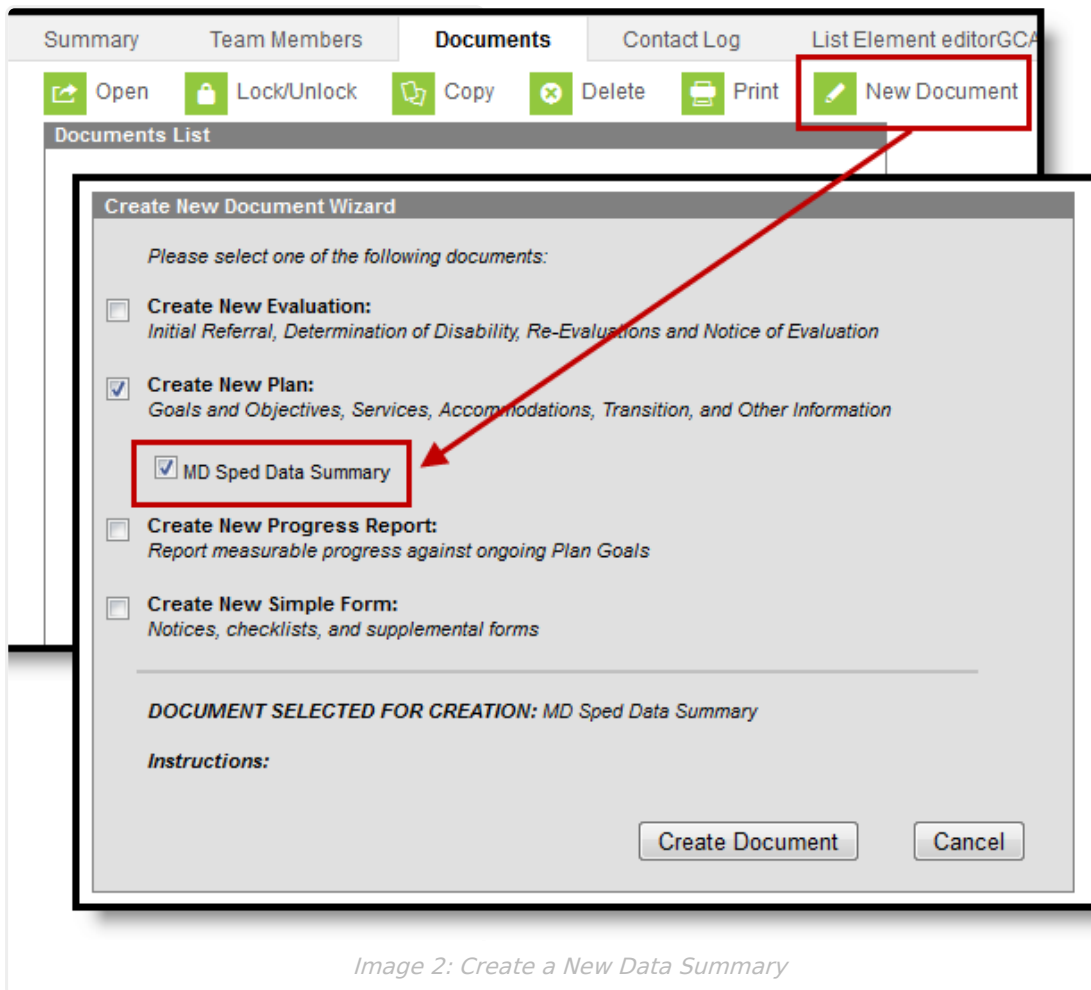 Summary Team Members Documents Contact Log List Element editorGCA
Open Lock/Unlock Copy Delete Print New Document
Documents List
Create New Document Wizard
Please select one of the following documents:
Create New Evaluation:
Initial Referral, Determination of Disability, Re-Evaluations and Notice of Evaluation
Create New Plan:
Goals and Objectives, Services, Accommodations, Transition, and Other Information
MD Sped Data Summary
Create New Progress Report:
Report measurable progress against ongoing Plan Goals
Create New Simple Form:
Notices, checklists, and supplemental forms
DOCUMENT SELECTED FOR CREATION: MD Sped Data Summary
Instructions:
Create Document Cancel
Image 2: Create a New Data Summary